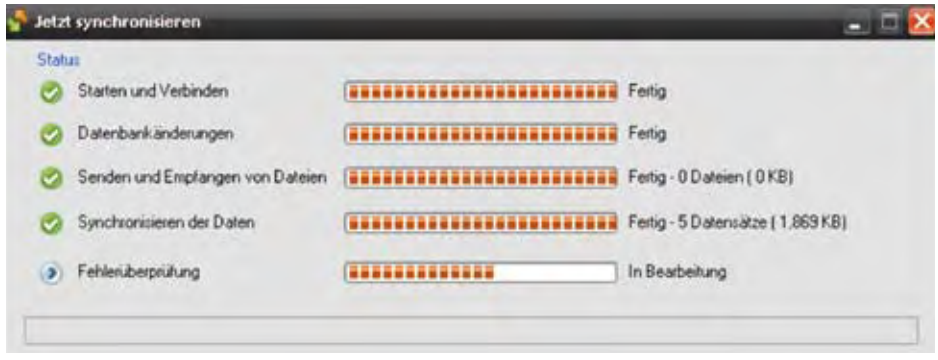 Jetzt synchronisieren
Status
Starten und Verbinden Fertig
Datenbankänderungen Fertig
Senden und Empfangen von Dateien Fertig - 0 Dateien ( 0 KB)
Synchronisieren der Daten Fertig - 5 Datensätze ( 1,869 KB)
Fehlerüberprüfung In Bearbeitung